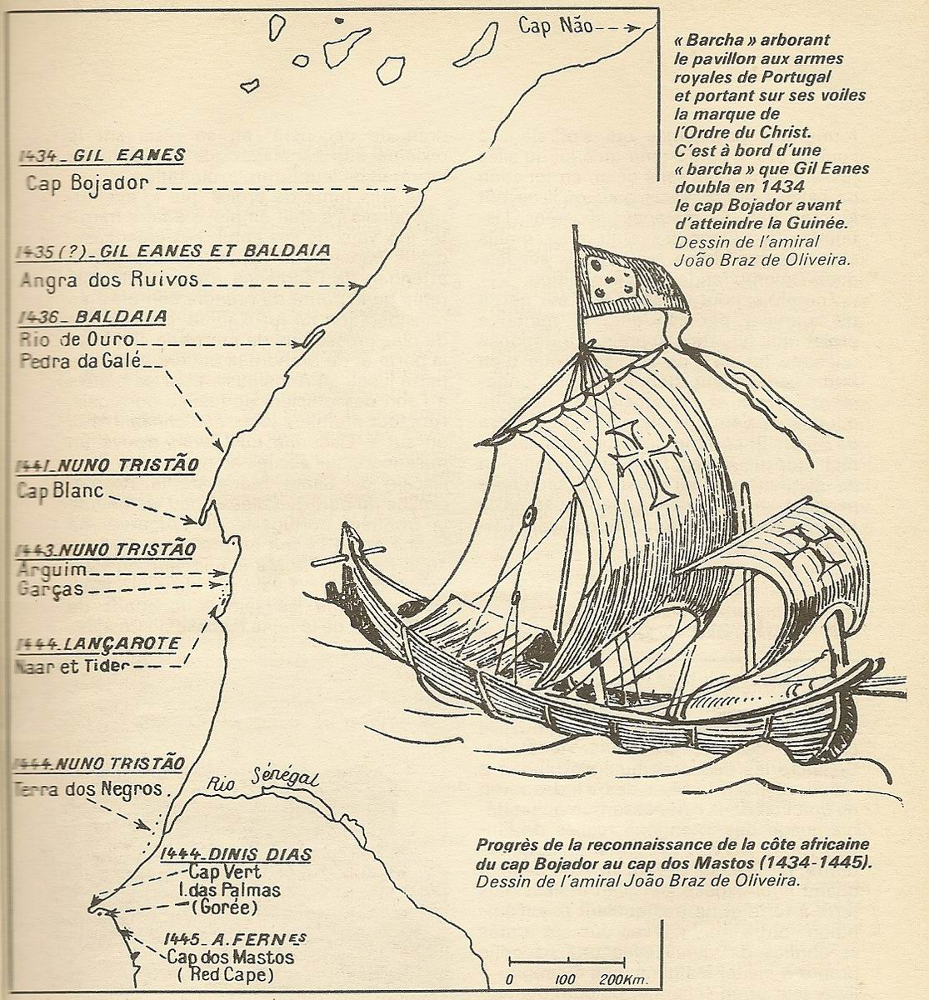 Cap Não
« Barcha » arborant
le pavillon aux armes
royales de Portugal
et portant sur ses voiles
la marque de
l'Ordre du Christ.
C'est à bord d'une
« barcha » que Gil Eanes
doubla en 1434
le cap Bojador avant
d'atteindre la Guinée.
Dessin de l'amiral
João Braz de Oliveira.
1434_ GIL EANES
Cap Bojador
1435 (?)_ GIL EANES ET BALDAIA
Angra dos Ruivos
1436_ BALDAIA
Rio de Ouro
Pedra da Galé
1441_NUNO TRISTÃO
Cap Blanc
1443_NUNO TRISTÃO
Arguim
Garças
1444_LANÇAROTE
Naar et Tider
1444_NUNO TRISTÃO
Terra dos Negros
Rio Sénégal
1444_DINIS DIAS
Cap Vert
I. das Palmas
(Gorée)
1445_ A. FERNES
Cap dos Mastos
(Red Cape)
Progrès de la reconnaissance de la côte africaine
du cap Bojador au cap dos Mastos (1434-1445).
Dessin de l'amiral João Braz de Oliveira.
0 100 200Km.